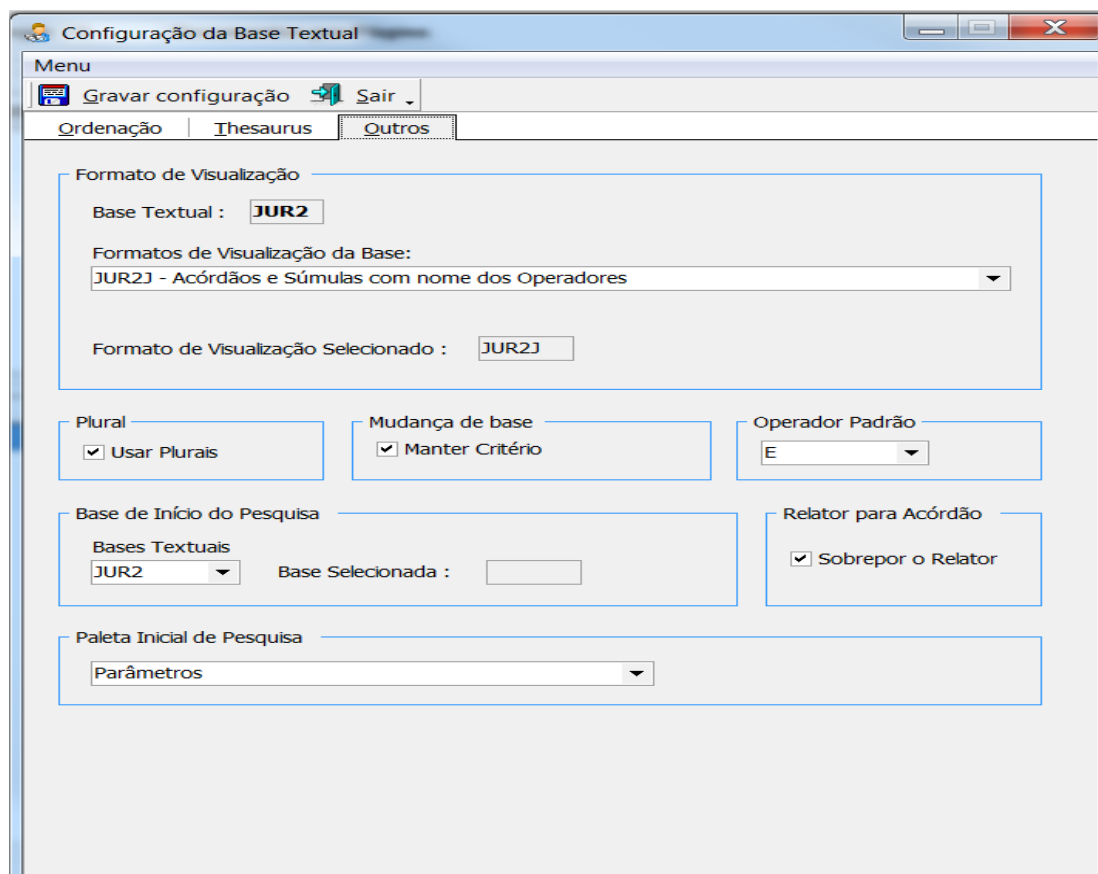 Configuração da Base Textual
Menu
Gravar configuração Sair
Ordenação Thesaurus Outros
Formato de Visualização
Base Textual : JUR2
Formatos de Visualização da Base:
JUR2J - Acórdãos e Súmulas com nome dos Operadores
Formato de Visualização Selecionado : JUR2J
Plural Mudança de base Operador Padrão
Usar Plurais Manter Critério E
Base de Início do Pesquisa Relator para Acórdão
Bases Textuais
JUR2 Base Selecionada : Sobrepor o Relator
Paleta Inicial de Pesquisa
Parâmetros